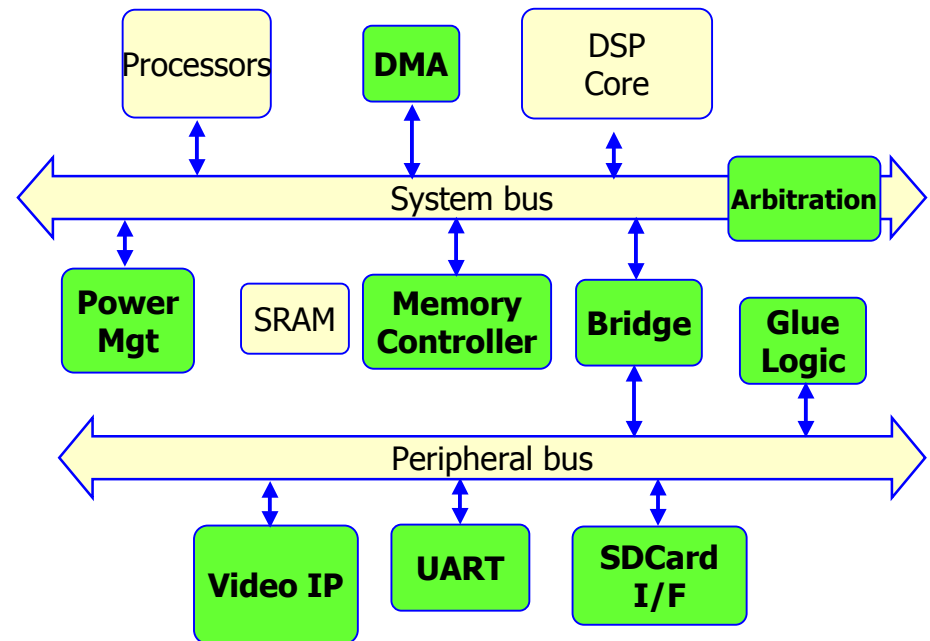 Processors
DMA
DSP
Core
System bus
Arbitration
Power
Mgt
SRAM
Memory
Controller
Bridge
Glue
Logic
Peripheral bus
Video IP
UART
SDCard
I/F